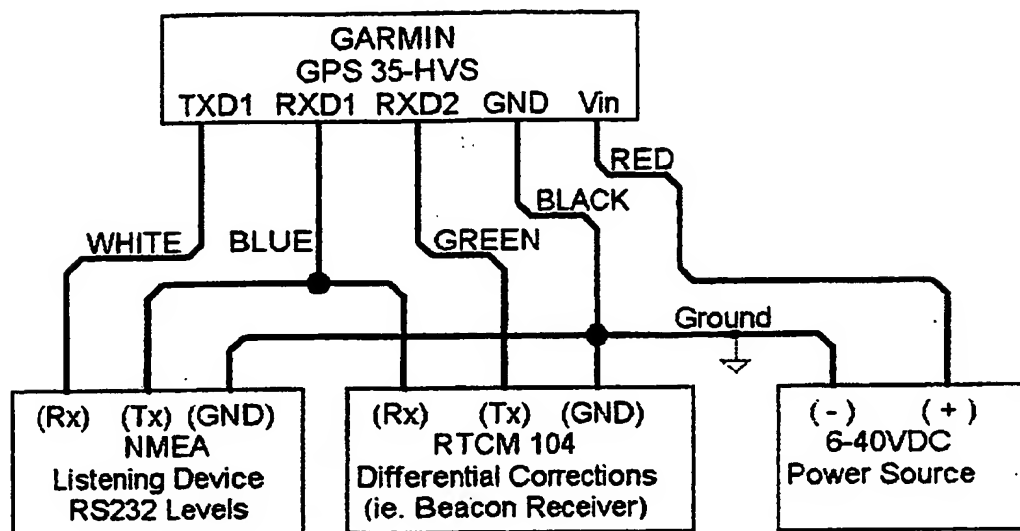 GARMIN
GPS 35-HVS
TXD1 RXD1 RXD2 GND Vin
RED
BLACK
WHITE BLUE GREEN
Ground
(Rx) (Tx) (GND)
NMEA
Listening Device
RS232 Levels
(Rx) (Tx) (GND)
RTCM 104
Differential Corrections
(ie. Beacon Receiver)
(-) (+)
6-40VDC
Power Source